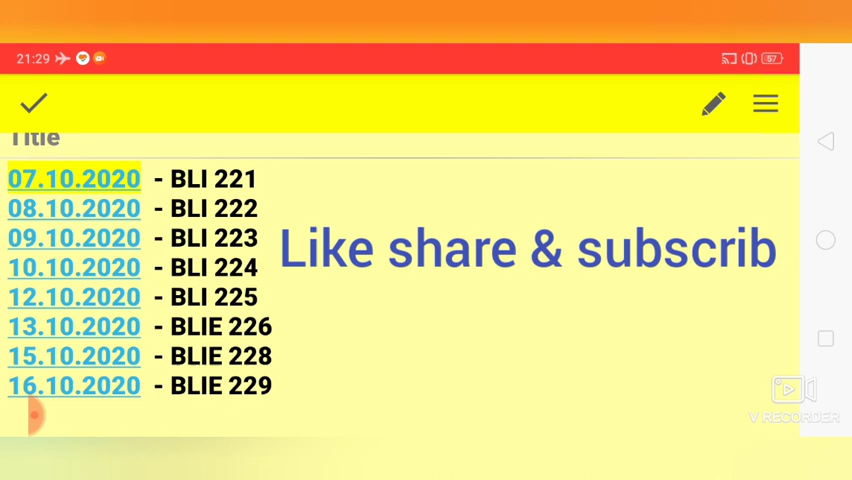 21:29
57
Title
07.10.2020 - BLI 221
08.10.2020 - BLI 222
09.10.2020 - BLI 223
10.10.2020 - BLI 224
12.10.2020 - BLI 225
13.10.2020 - BLIE 226
15.10.2020 - BLIE 228
16.10.2020 - BLIE 229
Like share & subscrib
V RECORDER